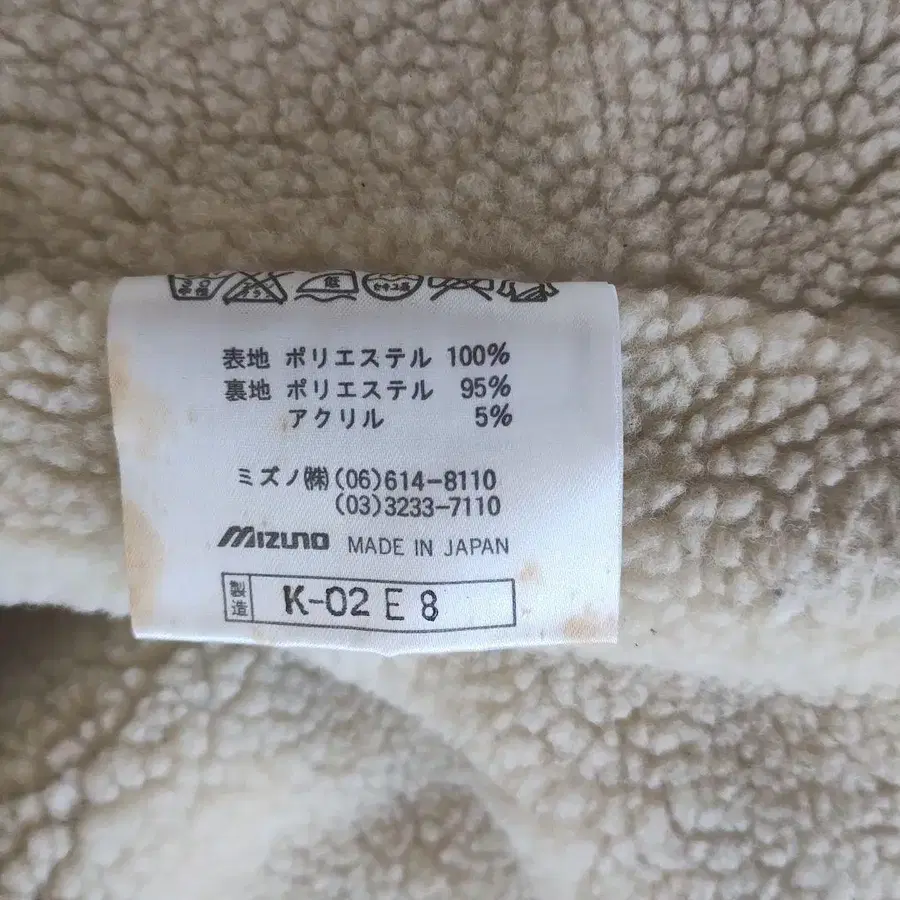 低
表地 ポリエステル 100%
裏地 ポリエステル 95%
アクリル 5%
ミズノ㈱(06)614-8110
(03)3233-7110
MIZUNO MADE IN JAPAN
製造 K-02 E 8